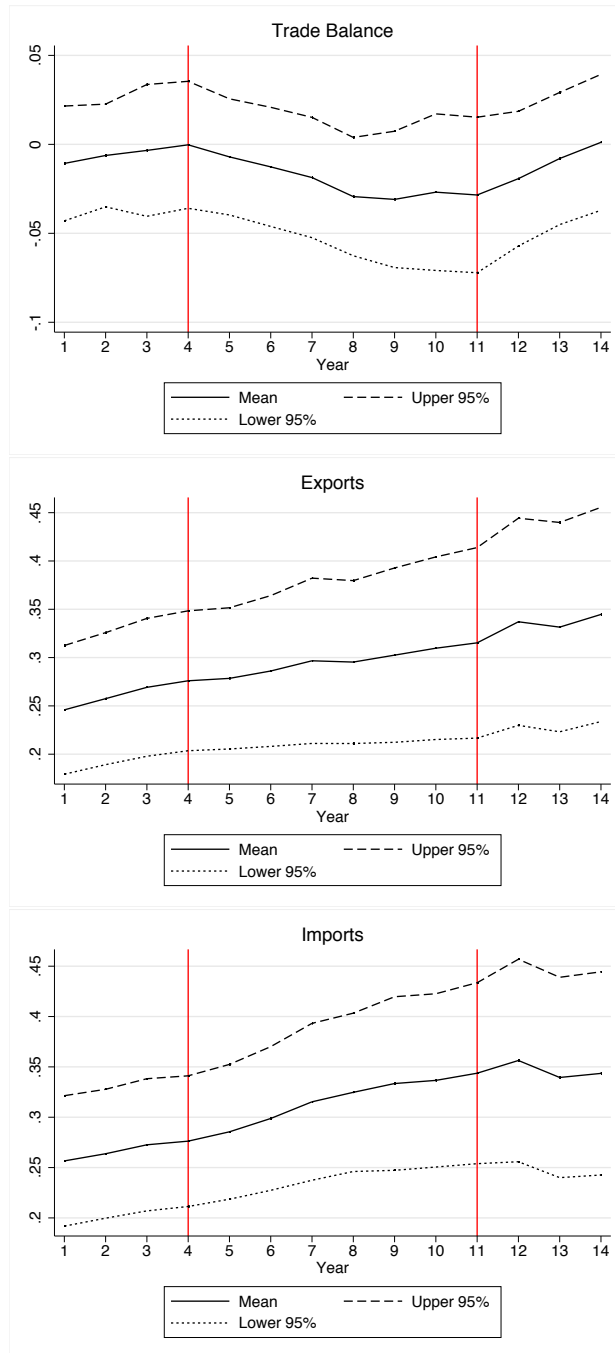 Trade Balance
.05
0
-.05
-.1
1 2 3 4 5 6 7 8 9 10 11 12 13 14
Year
Mean Upper 95%
Lower 95%
Exports
.45
.4
.35
.3
.25
.2
1 2 3 4 5 6 7 8 9 10 11 12 13 14
Year
Mean Upper 95%
Lower 95%
Imports
.45
.4
.35
.3
.25
.2
1 2 3 4 5 6 7 8 9 10 11 12 13 14
Year
Mean Upper 95%
Lower 95%